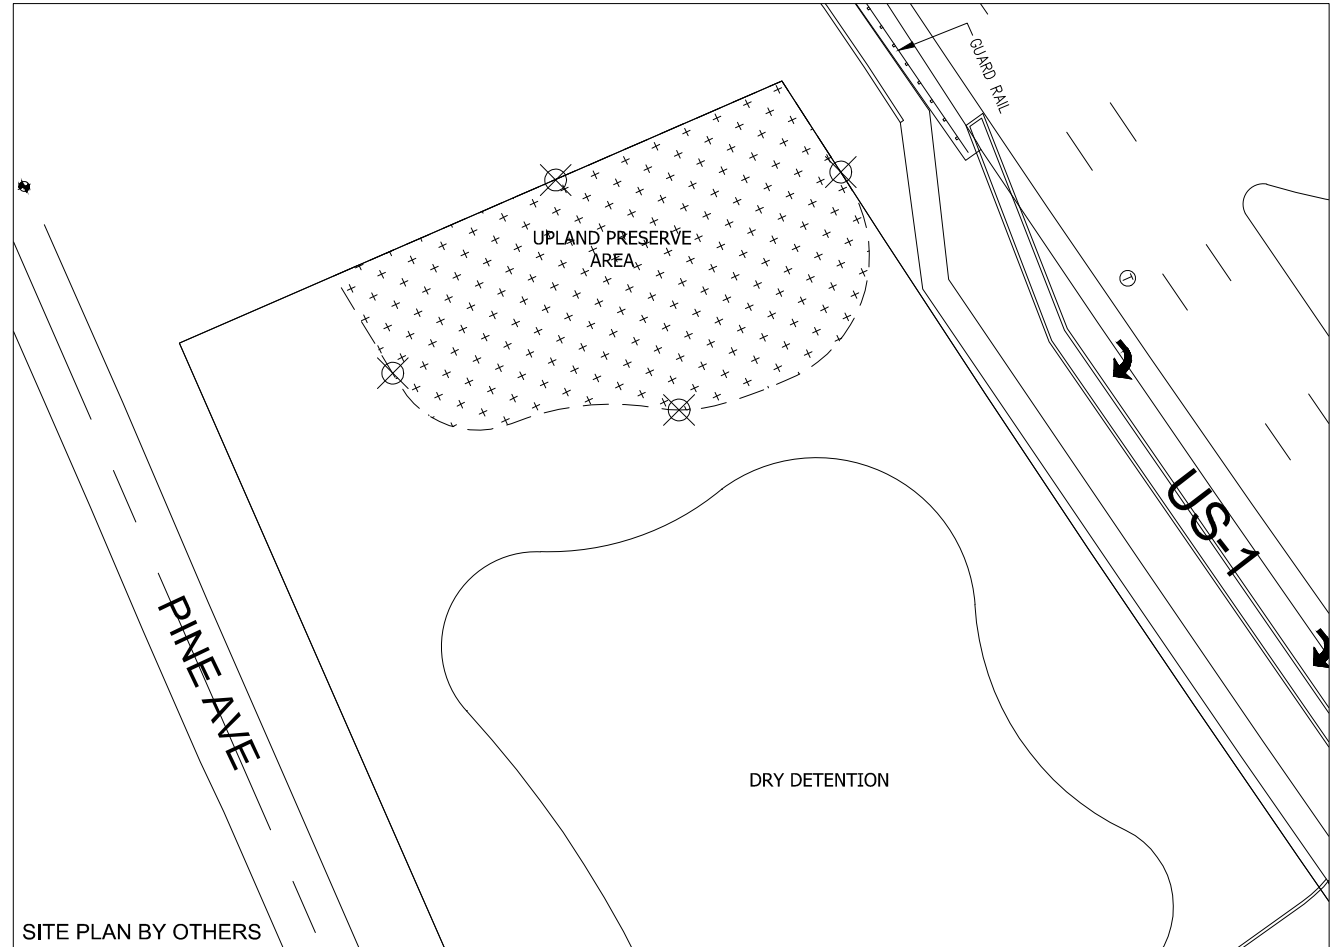 GUARD RAIL
UPLAND PRESERVE
AREA
T
US-1
PINE AVE
DRY DETENTION
SITE PLAN BY OTHERS